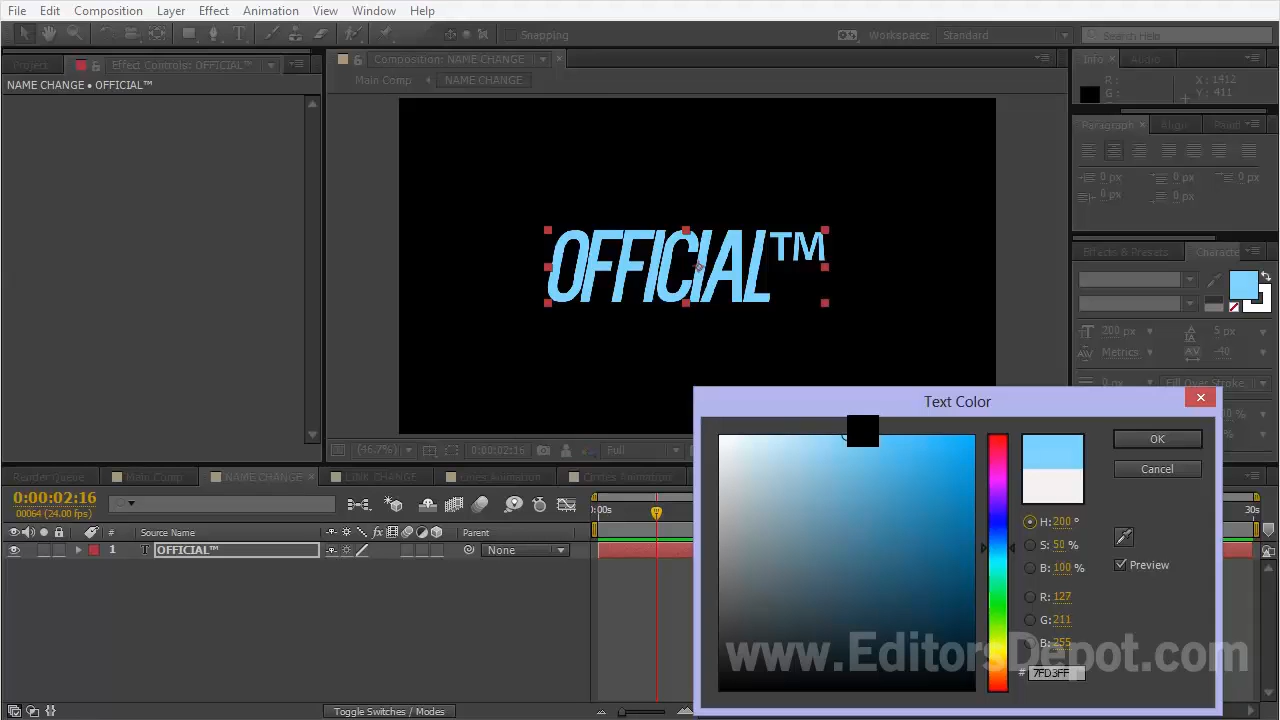 File Edit Composition Layer Effect Animation View Window Help
Snapping
Workspace: Standard
Search Help
Project
Effect Controls: OFFICIAL™
Composition: NAME CHANGE
Info
Audio
NAME CHANGE • OFFICIAL™
Main Comp
NAME CHANGE
R :
G :
X : 1412
Y : 411
Paragraph
Align
Paint
0 px
0 px
0 px
0 px
0 px
OFFICIAL™
Effects & Presets
Characte
200 px
5 px
Metrics
-40
0 px
Fill Over Stroke
Text Color
(46.7%)
0:00:02:16
Full
OK
Cancel
Render Queue
Main Comp
NAME CHANGE
LINK CHANGE
Lines Animation
Circles Animation
0:00:02:16
00064 (24.00 fps)
:00s
30s
# Source Name
Parent
1 T OFFICIAL™
None
H: 200 °
S: 50 %
B: 100 %
Preview
R: 127
G: 211
B: 255
# 7FD3FF
www.EditorsDepot.com
Toggle Switches / Modes